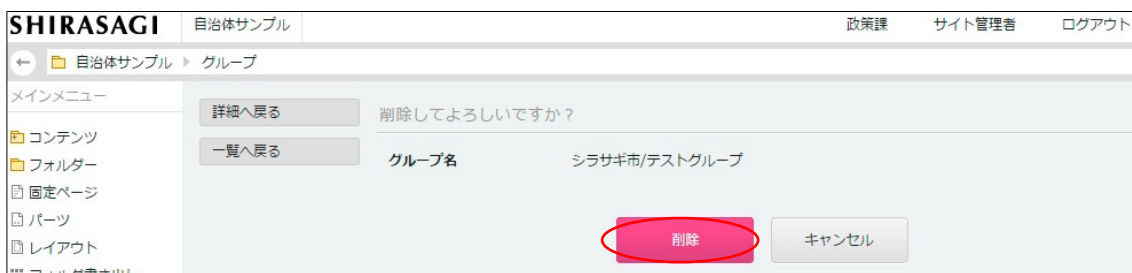 SHIRASAGI 自治体サンプル 政策課 サイト管理者 ログアウト
自治体サンプル グループ
メインメニュー
コンテンツ
フォルダー
固定ページ
パーツ
レイアウト
詳細へ戻る
一覧へ戻る
削除してよろしいですか?
グループ名 シラサギ市/テストグループ
削除 キャンセル